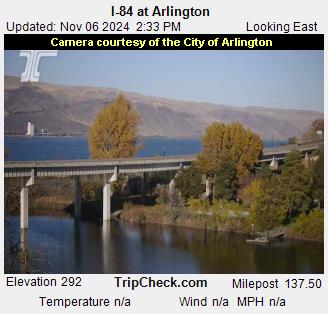 I-84 at Arlington
Updated: Nov 06 2024 2:33 PM Looking East
Camera courtesy of the City of Arlington
Elevation 292 TripCheck.com Milepost 137.50
Temperature n/a Wind n/a MPH n/a